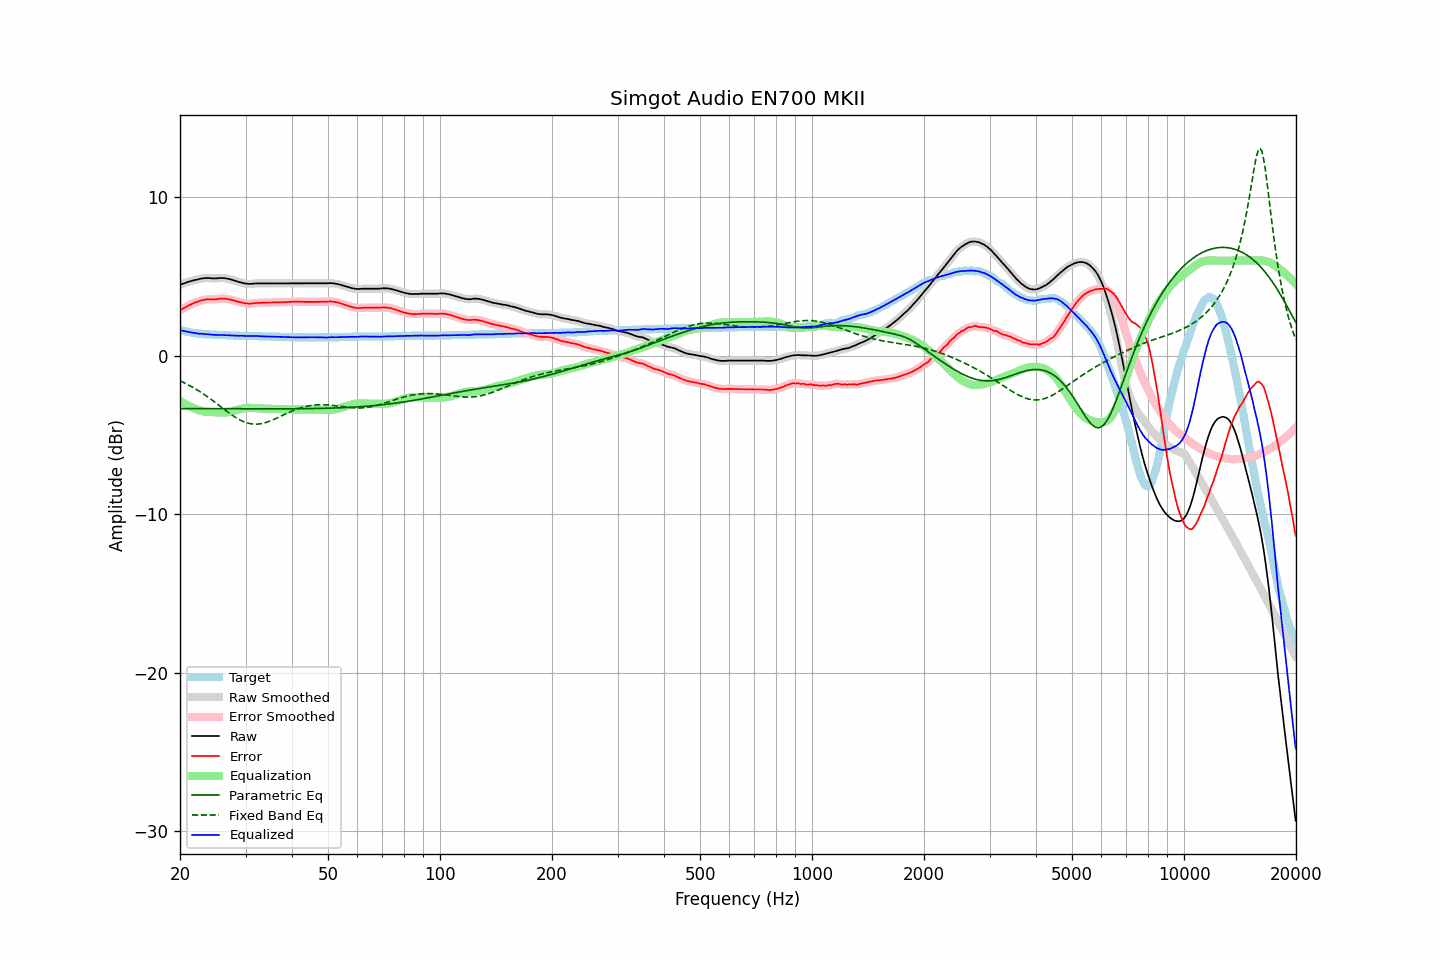 Simgot Audio EN700 MKII
Amplitude (dBr)
10
0
−10
−20
−30
Target
Raw Smoothed
Error Smoothed
Raw
Error
Equalization
Parametric Eq
Fixed Band Eq
Equalized
20 50 100 200 500 1000 2000 5000 10000 20000
Frequency (Hz)